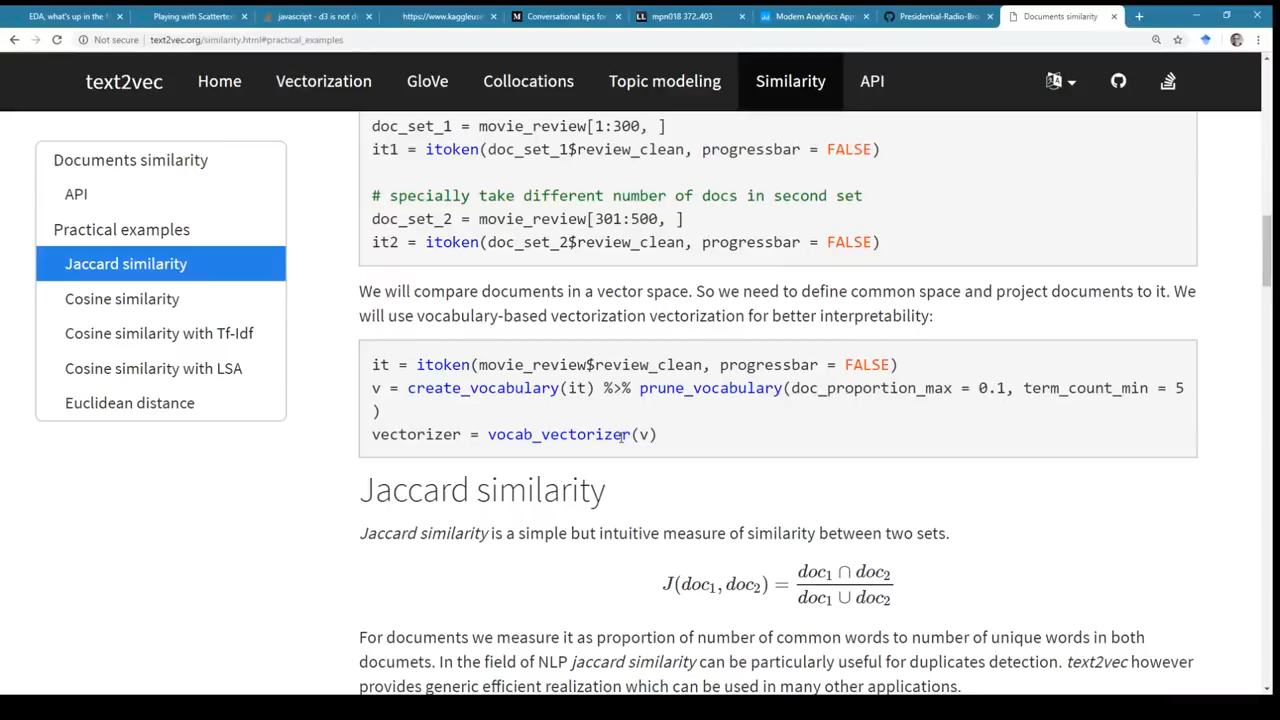 EDA, what's up in the
Playing with Scattertex
javascript - d3 is not di
https://www.kaggleuse
Conversational tips for
mpn018 372..403
Modern Analytics App
Presidential-Radio-Bro
Documents similarity
Not secure | text2vec.org/similarity.html#practical_examples
text2vec Home Vectorization GloVe Collocations Topic modeling Similarity API
Documents similarity
API
Practical examples
Jaccard similarity
Cosine similarity
Cosine similarity with Tf-Idf
Cosine similarity with LSA
Euclidean distance
doc_set_1 = movie_review[1:300, ]
it1 = itoken(doc_set_1$review_clean, progressbar = FALSE)
# specially take different number of docs in second set
doc_set_2 = movie_review[301:500, ]
it2 = itoken(doc_set_2$review_clean, progressbar = FALSE)
We will compare documents in a vector space. So we need to define common space and project documents to it. We
will use vocabulary-based vectorization vectorization for better interpretability:
it = itoken(movie_review$review_clean, progressbar = FALSE)
v = create_vocabulary(it) %>% prune_vocabulary(doc_proportion_max = 0.1, term_count_min = 5
)
vectorizer = vocab_vectorizer(v)
Jaccard similarity
Jaccard similarity is a simple but intuitive measure of similarity between two sets.
J(doc₁, doc₂) = doc₁ ∩ doc₂
doc₁ ∪ doc₂
For documents we measure it as proportion of number of common words to number of unique words in both
documets. In the field of NLP jaccard similarity can be particularly useful for duplicates detection. text2vec however
provides generic efficient realization which can be used in many other applications.